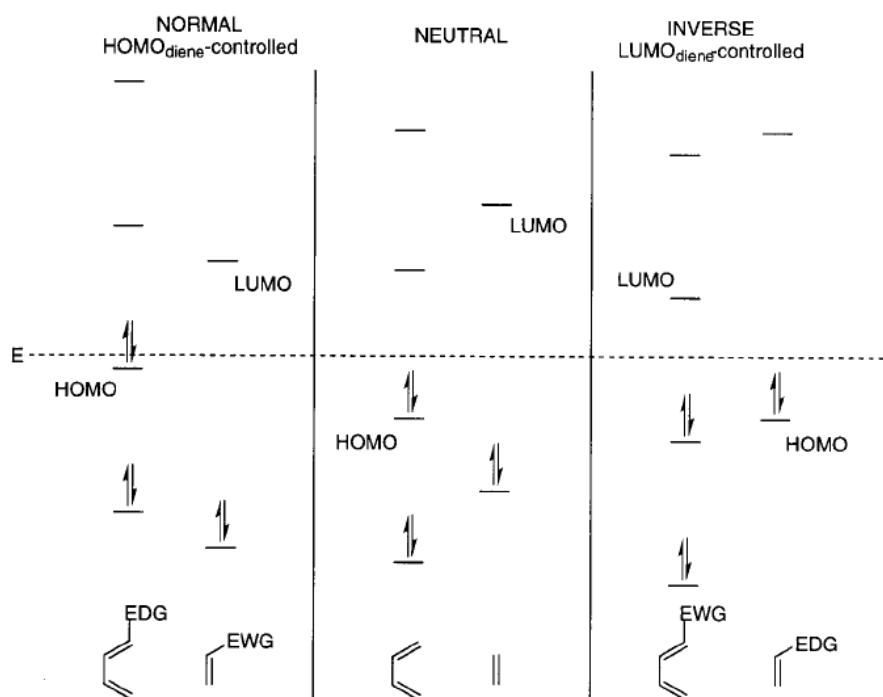 NORMAL
HOMOdiene-controlled
NEUTRAL
INVERSE
LUMOdiene-controlled
LUMO
LUMO
LUMO
E
HOMO
HOMO
HOMO
EDG
EWG
EWG
EDG